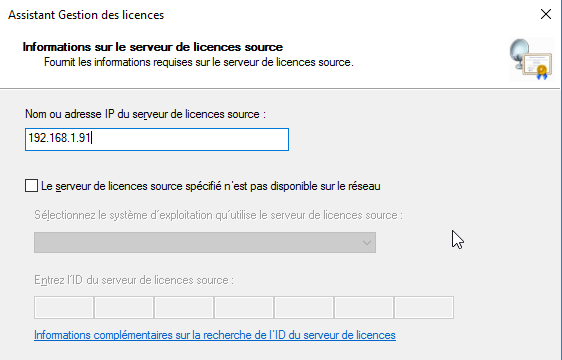 Assistant Gestion des licences
Informations sur le serveur de licences source
Fournit les informations requises sur le serveur de licences source.
Nom ou adresse IP du serveur de licences source :
192.168.1.91
Le serveur de licences source spécifié n'est pas disponible sur le réseau
Sélectionnez le système d'exploitation qu'utilise le serveur de licences source :
Entrez l'ID du serveur de licences source :
Informations complémentaires sur la recherche de l'ID du serveur de licences